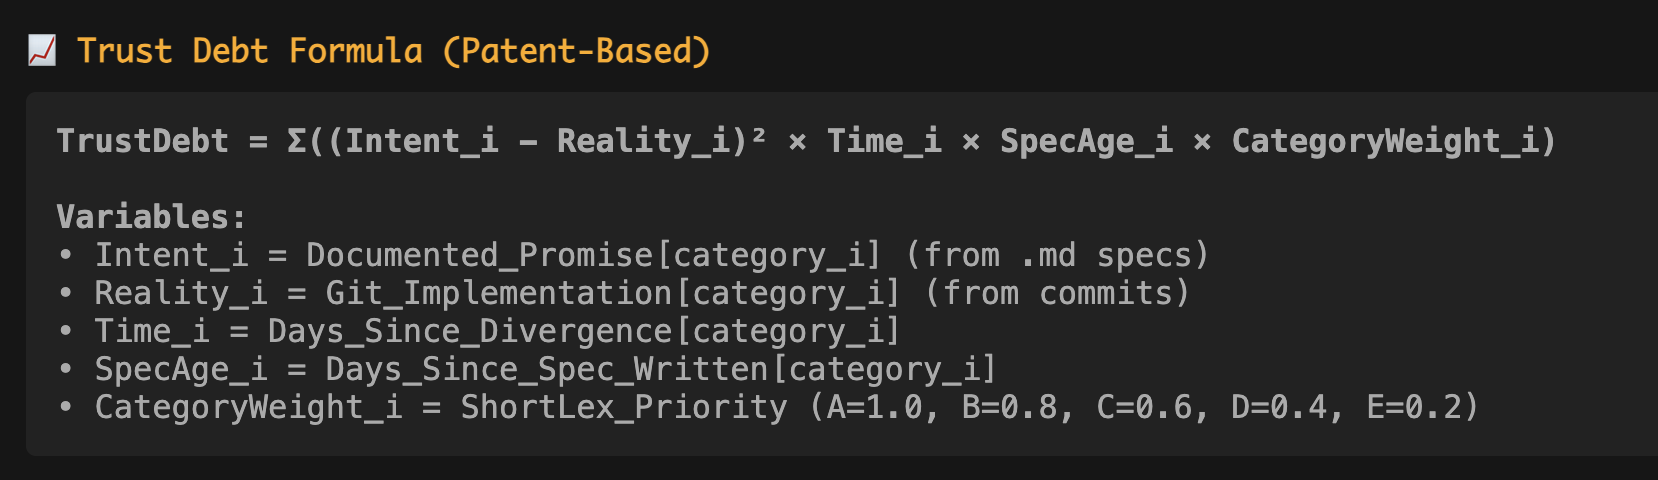 Trust Debt Formula (Patent-Based)
TrustDebt = Σ((Intent_i – Reality_i)² × Time_i × SpecAge_i × CategoryWeight_i)
Variables:
• Intent_i = Documented_Promise[category_i] (from .md specs)
• Reality_i = Git_Implementation[category_i] (from commits)
• Time_i = Days_Since_Divergence[category_i]
• SpecAge_i = Days_Since_Spec_Written[category_i]
• CategoryWeight_i = ShortLex_Priority (A=1.0, B=0.8, C=0.6, D=0.4, E=0.2)